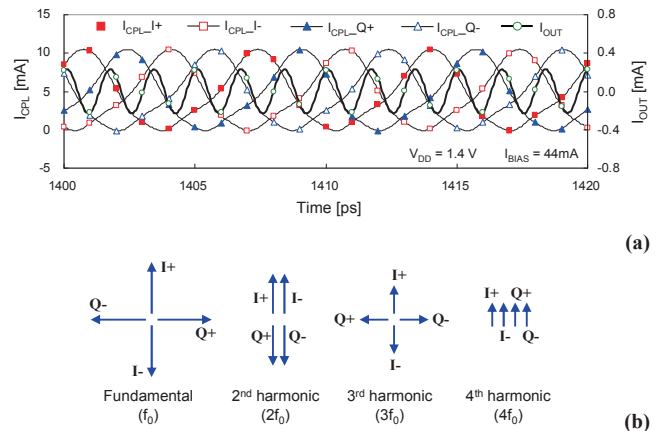 I_CPL_I+ I_CPL_I- I_CPL_Q+ I_CPL_Q- I_OUT
15 0.8
10 0.4
5 0.0
0 -0.4
-5 -0.8
I_CPL [mA]
I_OUT [mA]
V_DD = 1.4 V I_BIAS = 44mA
1400 1405 1410 1415 1420
Time [ps]
(a)
I+ I+ I- I+ I+ Q+
Q- Q+ Q+ Q- Q+ Q- I- Q-
I- I-
Fundamental 2nd harmonic 3rd harmonic 4th harmonic
(f0) (2f0) (3f0) (4f0)
(b)